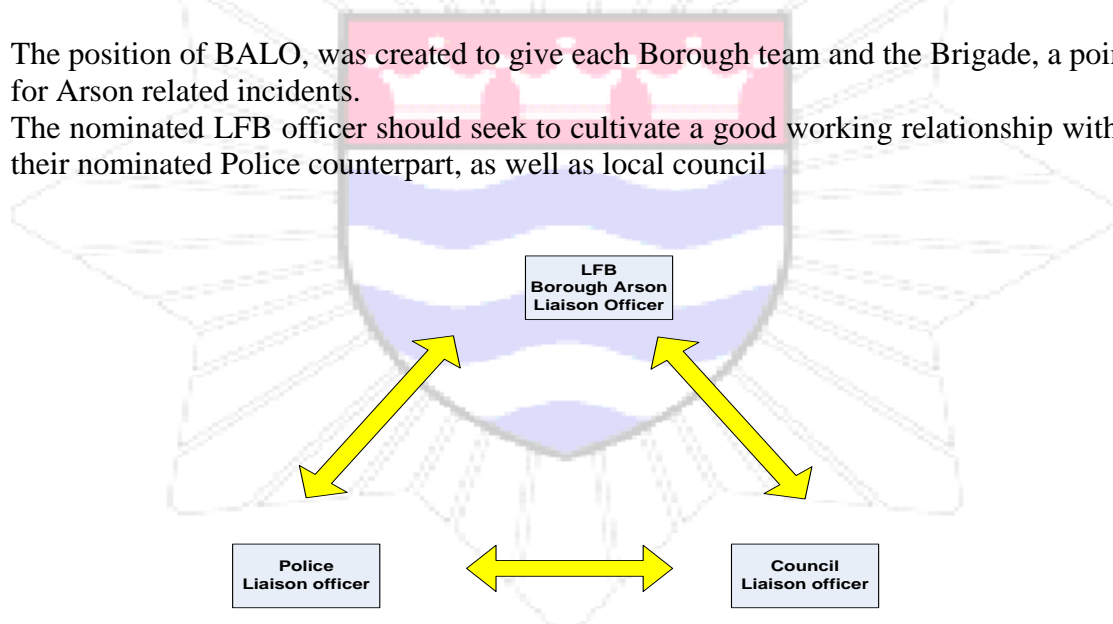 The position of BALO, was created to give each Borough team and the Brigade, a
for Arson related incidents.
The nominated LFB officer should seek to cultivate a good working relationship with
their nominated Police counterpart, as well as local council
LFB
Borough Arson
Liaison Officer
Police
Liaison officer
Council
Liaison officer